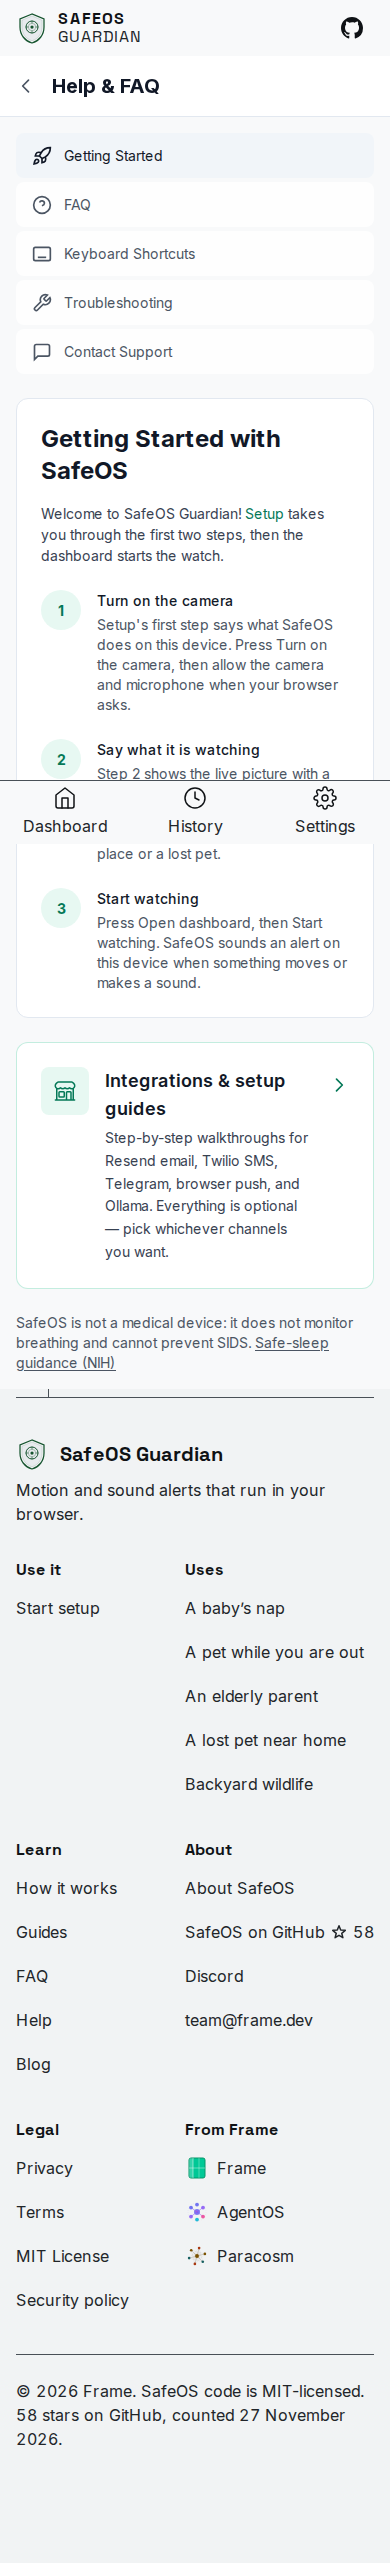 SAFEOS
GUARDIAN
Help & FAQ
Getting Started
FAQ
Keyboard Shortcuts
Troubleshooting
Contact Support
Getting Started with
SafeOS
Welcome to SafeOS Guardian! Setup takes
you through the first two steps, then the
dashboard starts the watch.
1
Turn on the camera
Setup's first step says what SafeOS
does on this device. Press Turn on
the camera, then allow the camera
and microphone when your browser
asks.
2
Say what it is watching
Step 2 shows the live picture with a
Dashboard
History
Settings
place or a lost pet.
3
Start watching
Press Open dashboard, then Start
watching. SafeOS sounds an alert on
this device when something moves or
makes a sound.
Integrations & setup
guides
Step-by-step walkthroughs for
Resend email, Twilio SMS,
Telegram, browser push, and
Ollama. Everything is optional
— pick whichever channels
you want.
SafeOS is not a medical device: it does not monitor
breathing and cannot prevent SIDS. Safe-sleep
guidance (NIH)
SafeOS Guardian
Motion and sound alerts that run in your
browser.
Use it
Start setup
Uses
A baby’s nap
A pet while you are out
An elderly parent
A lost pet near home
Backyard wildlife
Learn
How it works
Guides
FAQ
Help
Blog
About
About SafeOS
SafeOS on GitHub ☆ 58
Discord
team@frame.dev
Legal
Privacy
Terms
MIT License
Security policy
From Frame
Frame
AgentOS
Paracosm
© 2026 Frame. SafeOS code is MIT-licensed.
58 stars on GitHub, counted 27 November
2026.